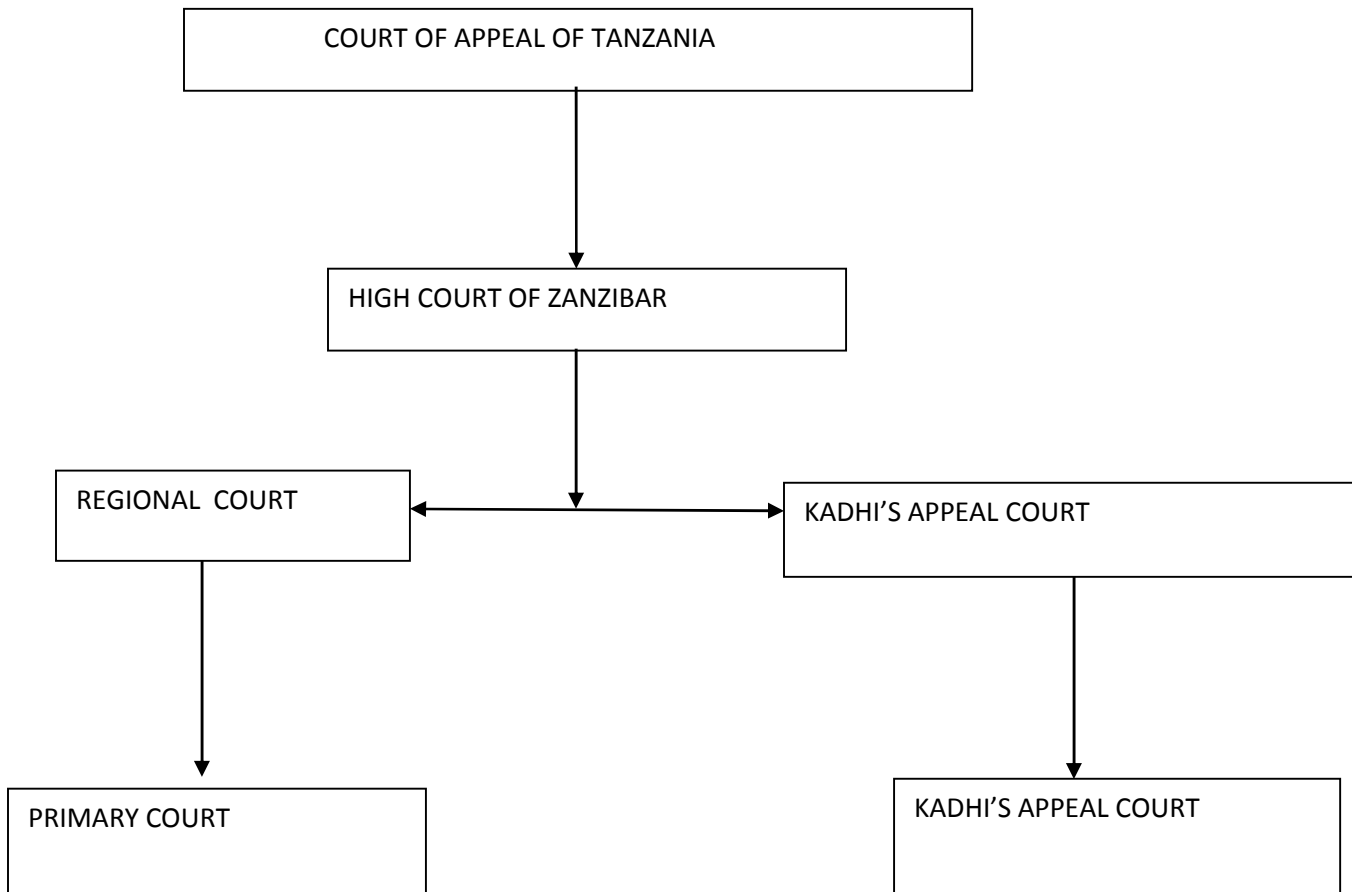 COURT OF APPEAL OF TANZANIA
HIGH COURT OF ZANZIBAR
REGIONAL COURT
KADHI’S APPEAL COURT
PRIMARY COURT
KADHI’S APPEAL COURT